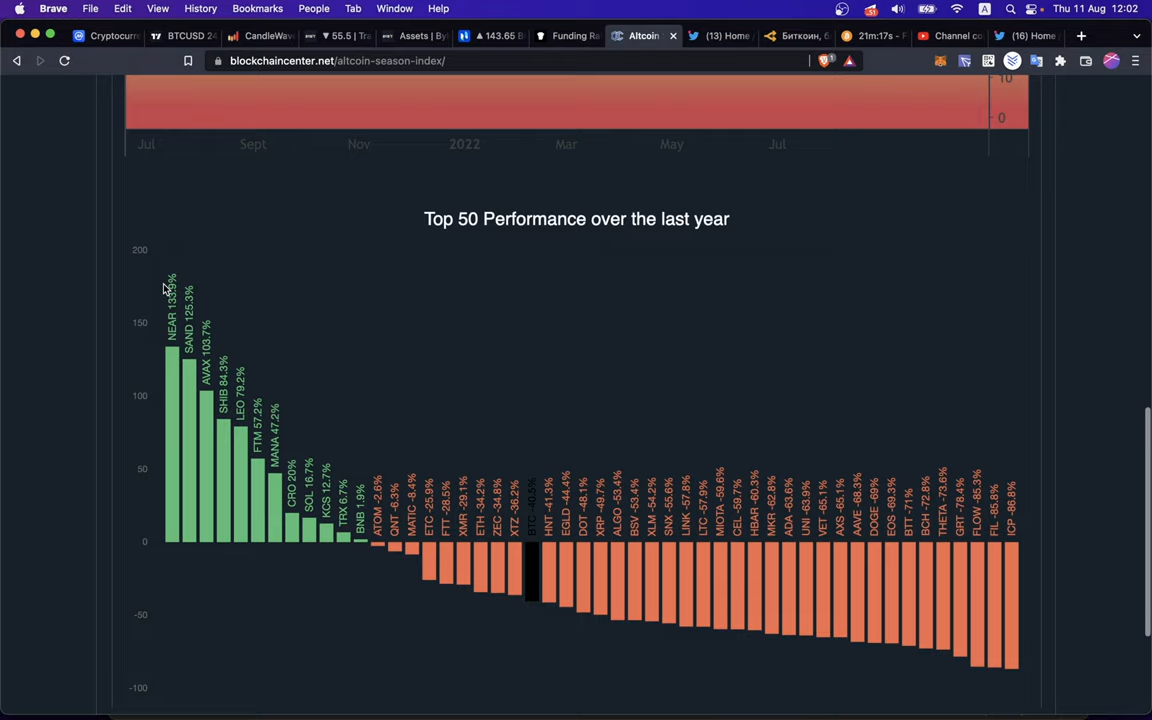 Brave File Edit View History Bookmarks People Tab Window Help
A Thu 11 Aug 12:02
Cryptocurre
BTCUSD 24
CandleWav
▼ 55.5 | Tra
Assets | Byl
▲ 143.65 B
Funding Ra
Altcoin
(13) Home
Биткоин, б
21m:17s - F
Channel co
(16) Home
blockchaincenter.net/altcoin-season-index/
10
0
Jul Sept Nov 2022 Mar May Jul
Top 50 Performance over the last year
200
150
100
50
0
-50
-100
NEAR 133.9%
SAND 125.3%
AVAX 103.7%
SHIB 84.3%
LEO 79.2%
FTM 57.2%
MANA 47.2%
CRO 20%
SOL 16.7%
KCS 12.7%
TRX 6.7%
BNB 1.9%
ATOM -2.6%
QNT -6.3%
MATIC -8.4%
ETC -25.9%
FTT -28.5%
XMR -29.1%
ETH -34.2%
ZEC -34.8%
XTZ -36.2%
BTC -40.5%
HNT -41.3%
EGLD -44.4%
DOT -48.1%
XRP -49.7%
ALGO -53.4%
BSV -53.4%
XLM -54.2%
SNX -55.6%
LINK -57.8%
LTC -57.9%
MIOTA -59.6%
CEL -59.7%
HBAR -60.3%
MKR -62.8%
ADA -63.6%
UNI -63.9%
VET -65.1%
AXS -65.1%
AAVE -68.3%
DOGE -69%
EOS -69.3%
BTT -71%
BCH -72.8%
THETA -73.6%
GRT -78.4%
FLOW -85.3%
FIL -85.8%
ICP -86.8%